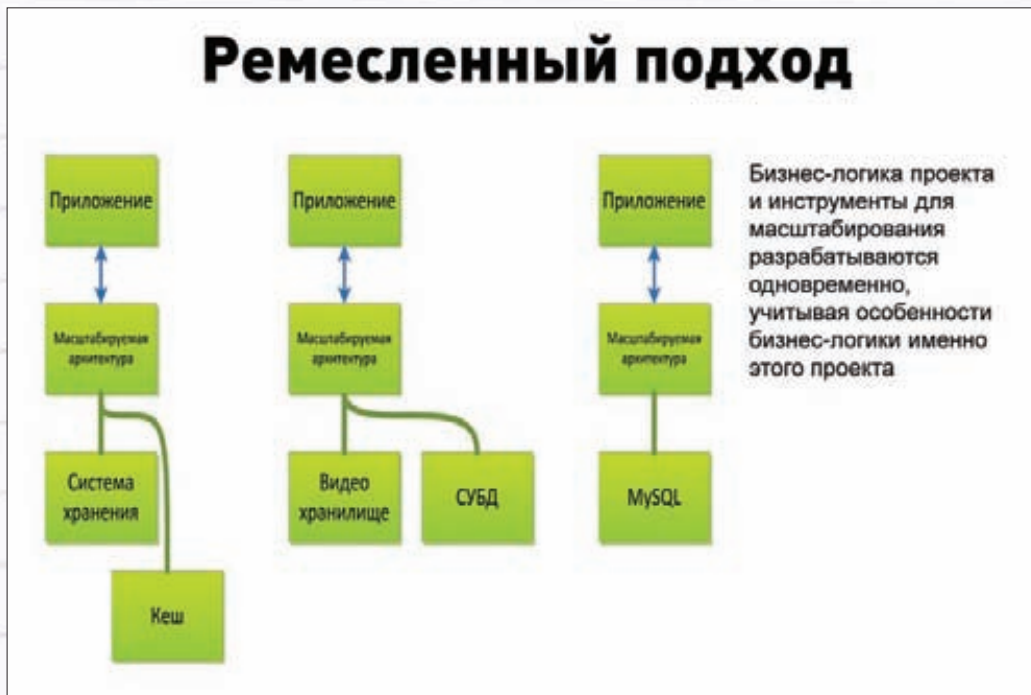 Ремесленный подход
Приложение
Масштабируемая
архитектура
Система
хранения
Кеш
Приложение
Масштабируемая
архитектура
Видео
хранилище
СУБД
Приложение
Масштабируемая
архитектура
MySQL
Бизнес-логика проекта
и инструменты для
масштабирования
разрабатываются
одновременно,
учитывая особенности
бизнес-логики именно
этого проекта